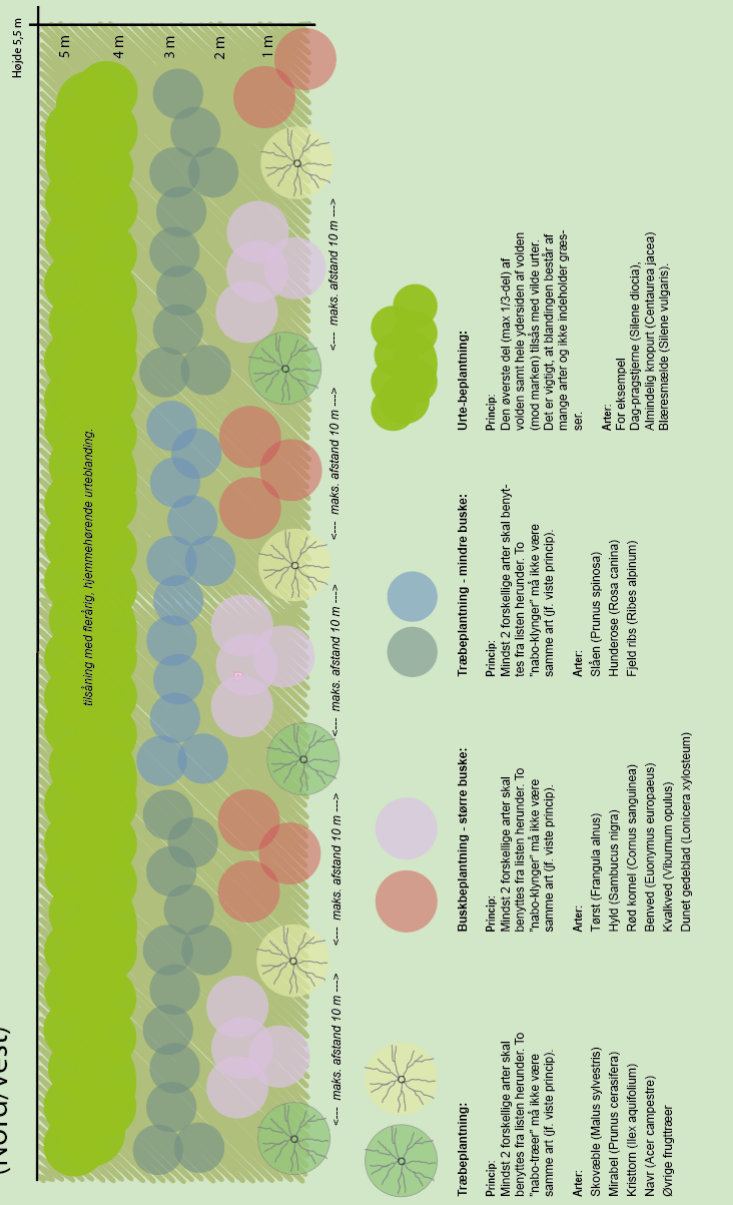 (Nord/Vest)
Højde 5,5 m
5 m
4 m
3 m
2 m
1 m
tilsåning med flerårig, hjemmehørende urteblanding.
<--- maks. afstand 10 m --->
<--- maks. afstand 10 m --->
<--- maks. afstand 10 m --->
<--- maks. afstand 10 m --->
<--- maks. afstand 10 m --->
Træbeplantning:
Princip:
Mindst 2 forskellige arter skal
benyttes fra listen herunder. To
"nabo-træer" må ikke være
samme art (jf. viste princip).
Arter:
Skovæble (Malus sylvestris)
Mirabel (Prunus cerasifera)
Kristtorn (Ilex aquifolium)
Navr (Acer campestre)
Øvrige frugttræer
Buskbeplantning - større buske:
Princip:
Mindst 2 forskellige arter skal
benyttes fra listen herunder. To
"nabo-klynger" må ikke være
samme art (jf. viste princip).
Arter:
Tørst (Frangula alnus)
Hyld (Sambucus nigra)
Rød kornel (Cornus sanguinea)
Benved (Euonymus europaeus)
Kvalkved (Viburnum opulus)
Dunet gedeblad (Lonicera xylosteum)
Træbeplantning - mindre buske:
Princip:
Mindst 2 forskellige arter skal benyt-
tes fra listen herunder. To
"nabo-klynger" må ikke være
samme art (jf. viste princip).
Arter:
Slåen (Prunus spinosa)
Hunderose (Rosa canina)
Fjeld ribs (Ribes alpinum)
Urte-beplantning:
Princip:
Den øverste del (max 1/3-del) af
volden samt hele ydersiden af volden
(mod marken) tilsås med vilde urter.
Det er vigtigt, at blandingen består af
mange arter og ikke indeholder græs-
ser.
Arter:
For eksempel
Dag-pragstjerne (Silene diocia),
Almindelig knopurt (Centaurea jacea)
Blæresmælde (Silene vulgaris).